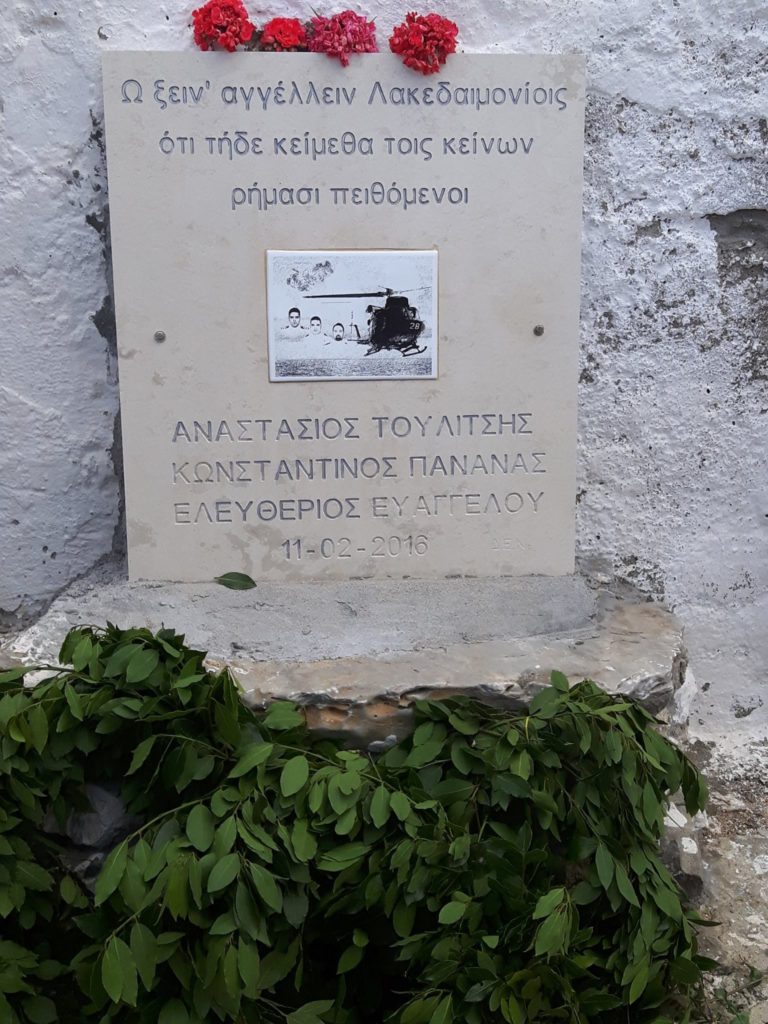 Ω ξειν' αγγέλλειν Λακεδαιμονίοις
ότι τήδε κείμεθα τοις κείνων
ρήμασι πειθόμενοι
28
ΑΝΑΣΤΑΣΙΟΣ ΤΟΥΛΙΤΣΗΣ
ΚΩΝΣΤΑΝΤΙΝΟΣ ΠΑΝΑΝΑΣ
ΕΛΕΥΘΕΡΙΟΣ ΕΥΑΓΓΕΛΟΥ
11-02-2016